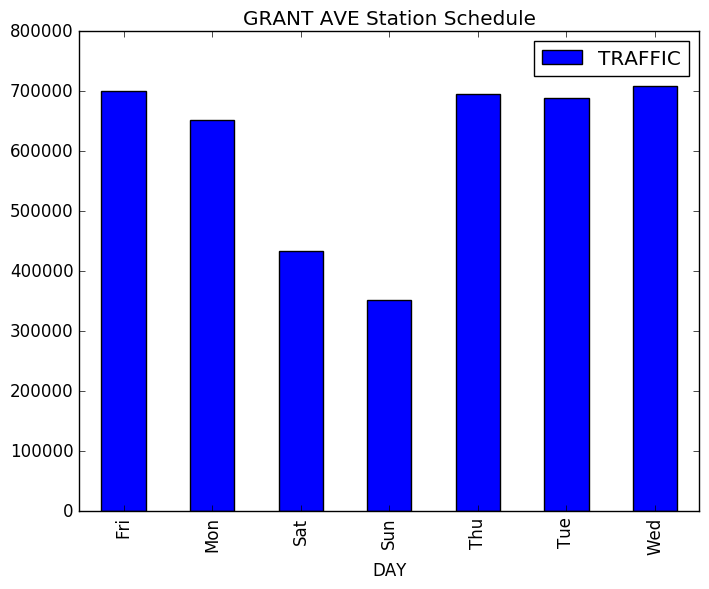 GRANT AVE Station Schedule
TRAFFIC
800000
700000
600000
500000
400000
300000
200000
100000
0
Fri
Mon
Sat
Sun
Thu
Tue
Wed
DAY